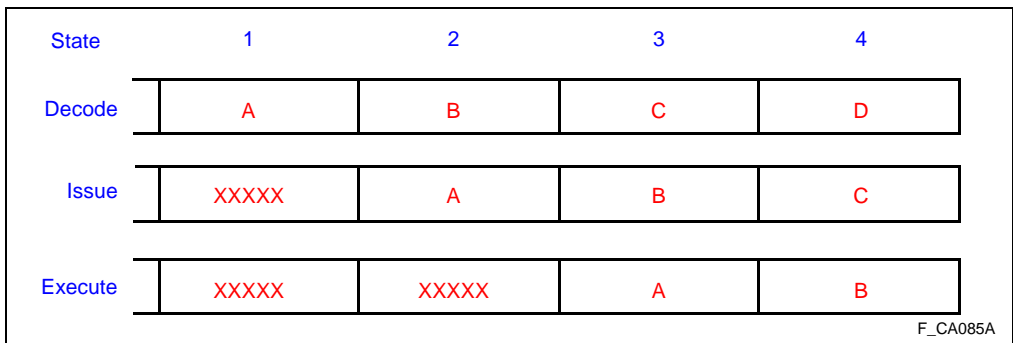 State 1 2 3 4
Decode A B C D
Issue XXXXX A B C
Execute XXXXX XXXXX A B
F_CA085A